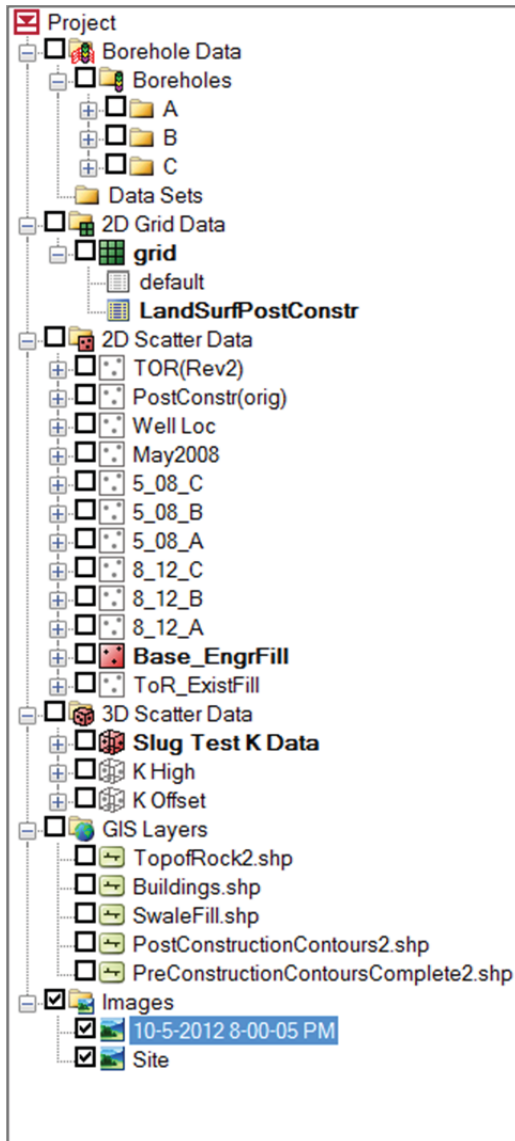 Project
Borehole Data
Boreholes
A
B
C
Data Sets
2D Grid Data
grid
default
LandSurfPostConstr
2D Scatter Data
TOR(Rev2)
PostConstr(orig)
Well Loc
May2008
5_08_C
5_08_B
5_08_A
8_12_C
8_12_B
8_12_A
Base_EngrFill
ToR_ExistFill
3D Scatter Data
Slug Test K Data
K High
K Offset
GIS Layers
TopofRock2.shp
Buildings.shp
SwaleFill.shp
PostConstructionContours2.shp
PreConstructionContoursComplete2.shp
Images
10-5-2012 8-00-05 PM
Site